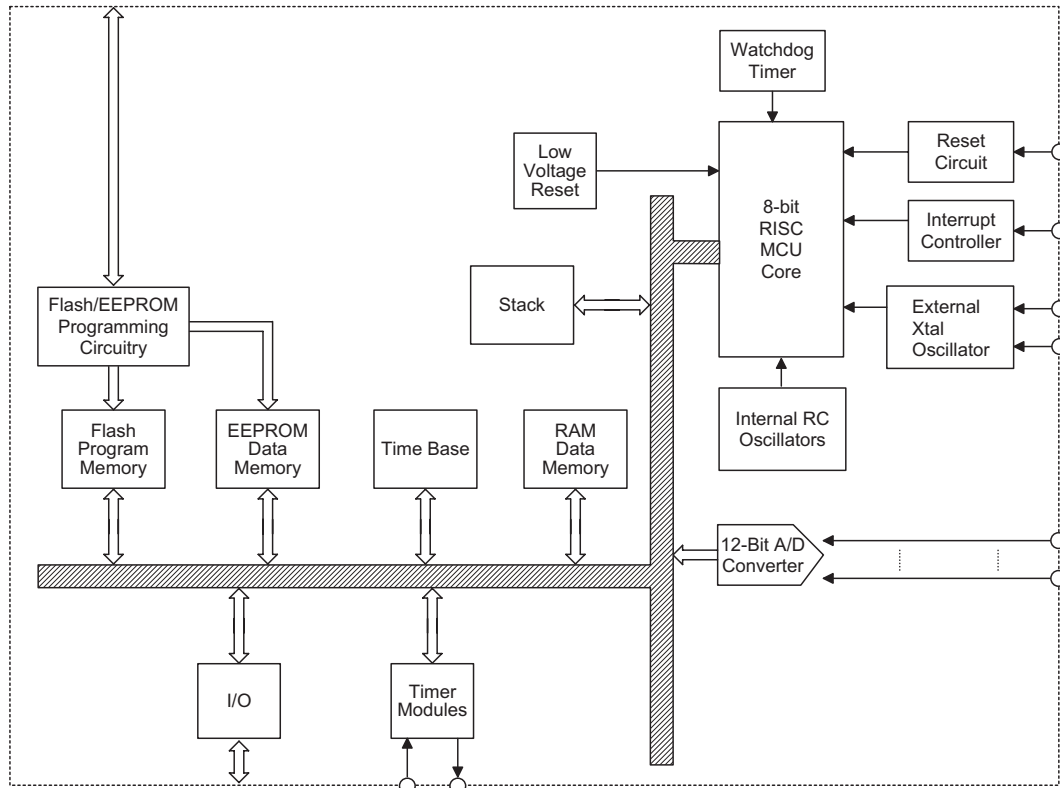 Watchdog
Timer
Low
Voltage
Reset
8-bit
RISC
MCU
Core
Reset
Circuit
Interrupt
Controller
External
Xtal
Oscillator
Internal RC
Oscillators
Stack
Flash/EEPROM
Programming
Circuitry
Flash
Program
Memory
EEPROM
Data
Memory
Time Base
RAM
Data
Memory
12-Bit A/D
Converter
I/O
Timer
Modules